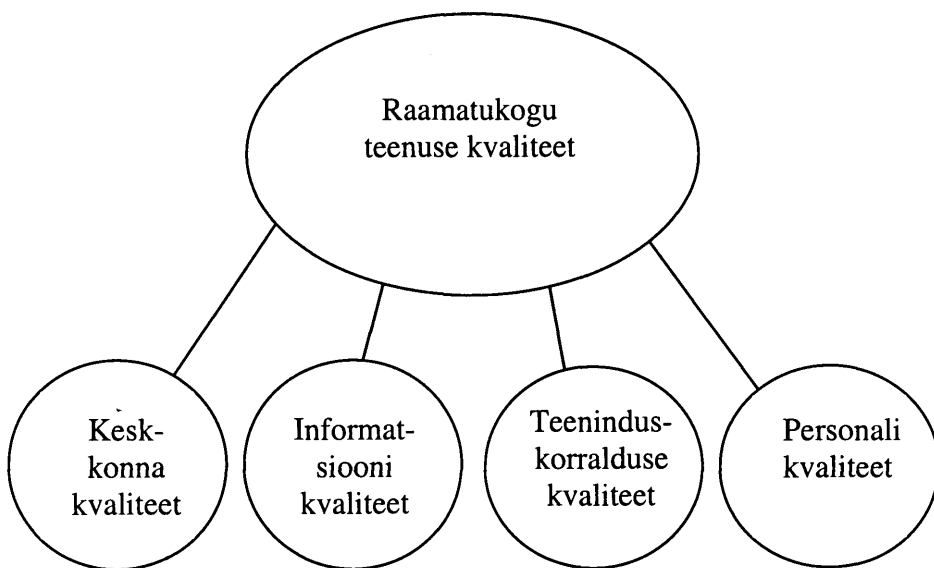 Raamatukogu
teenuse kvaliteet
Kesk-
konna
kvaliteet
Informat-
siooni
kvaliteet
Teenindus-
korralduse
kvaliteet
Personali
kvaliteet